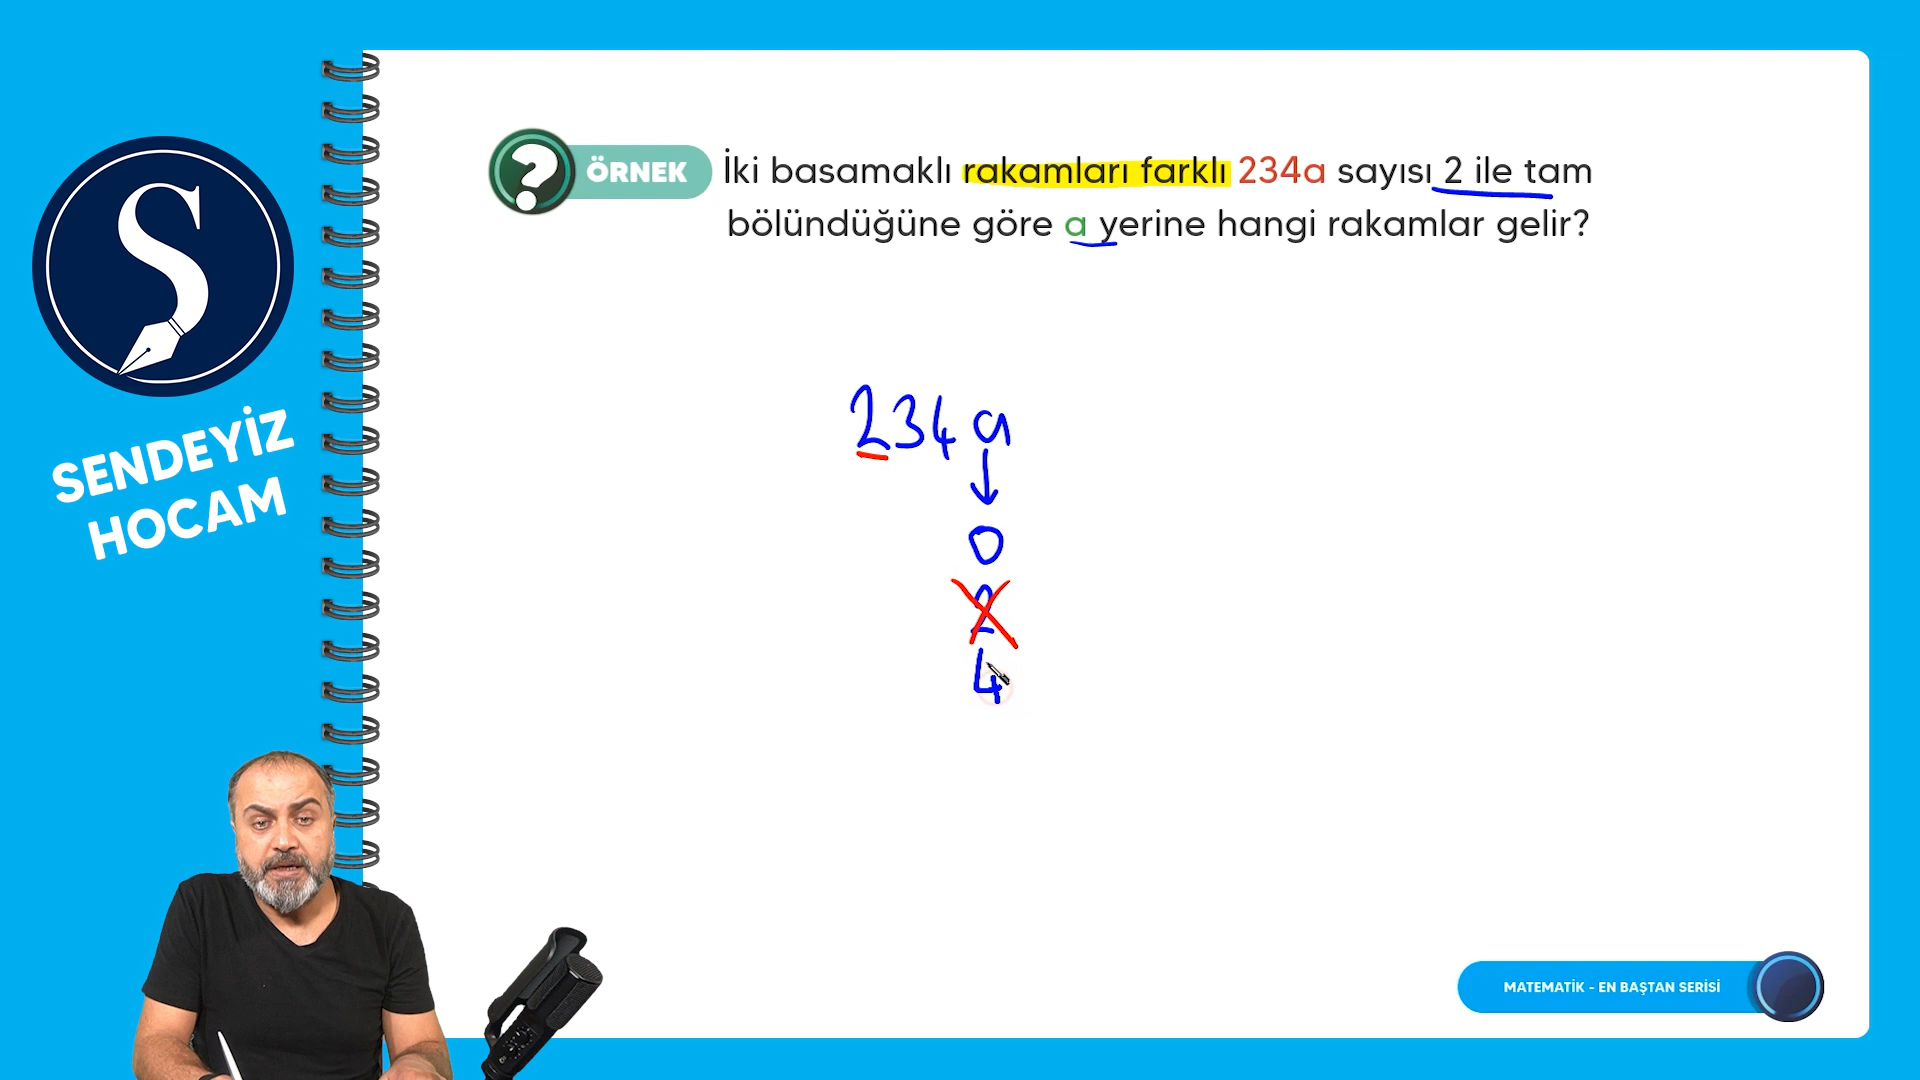 S
SENDEYİZ
HOCAM
? ÖRNEK
İki basamaklı rakamları farklı 234a sayısı 2 ile tam
bölündüğüne göre a yerine hangi rakamlar gelir?
234a
0
2
4
MATEMATİK - EN BAŞTAN SERİSİ